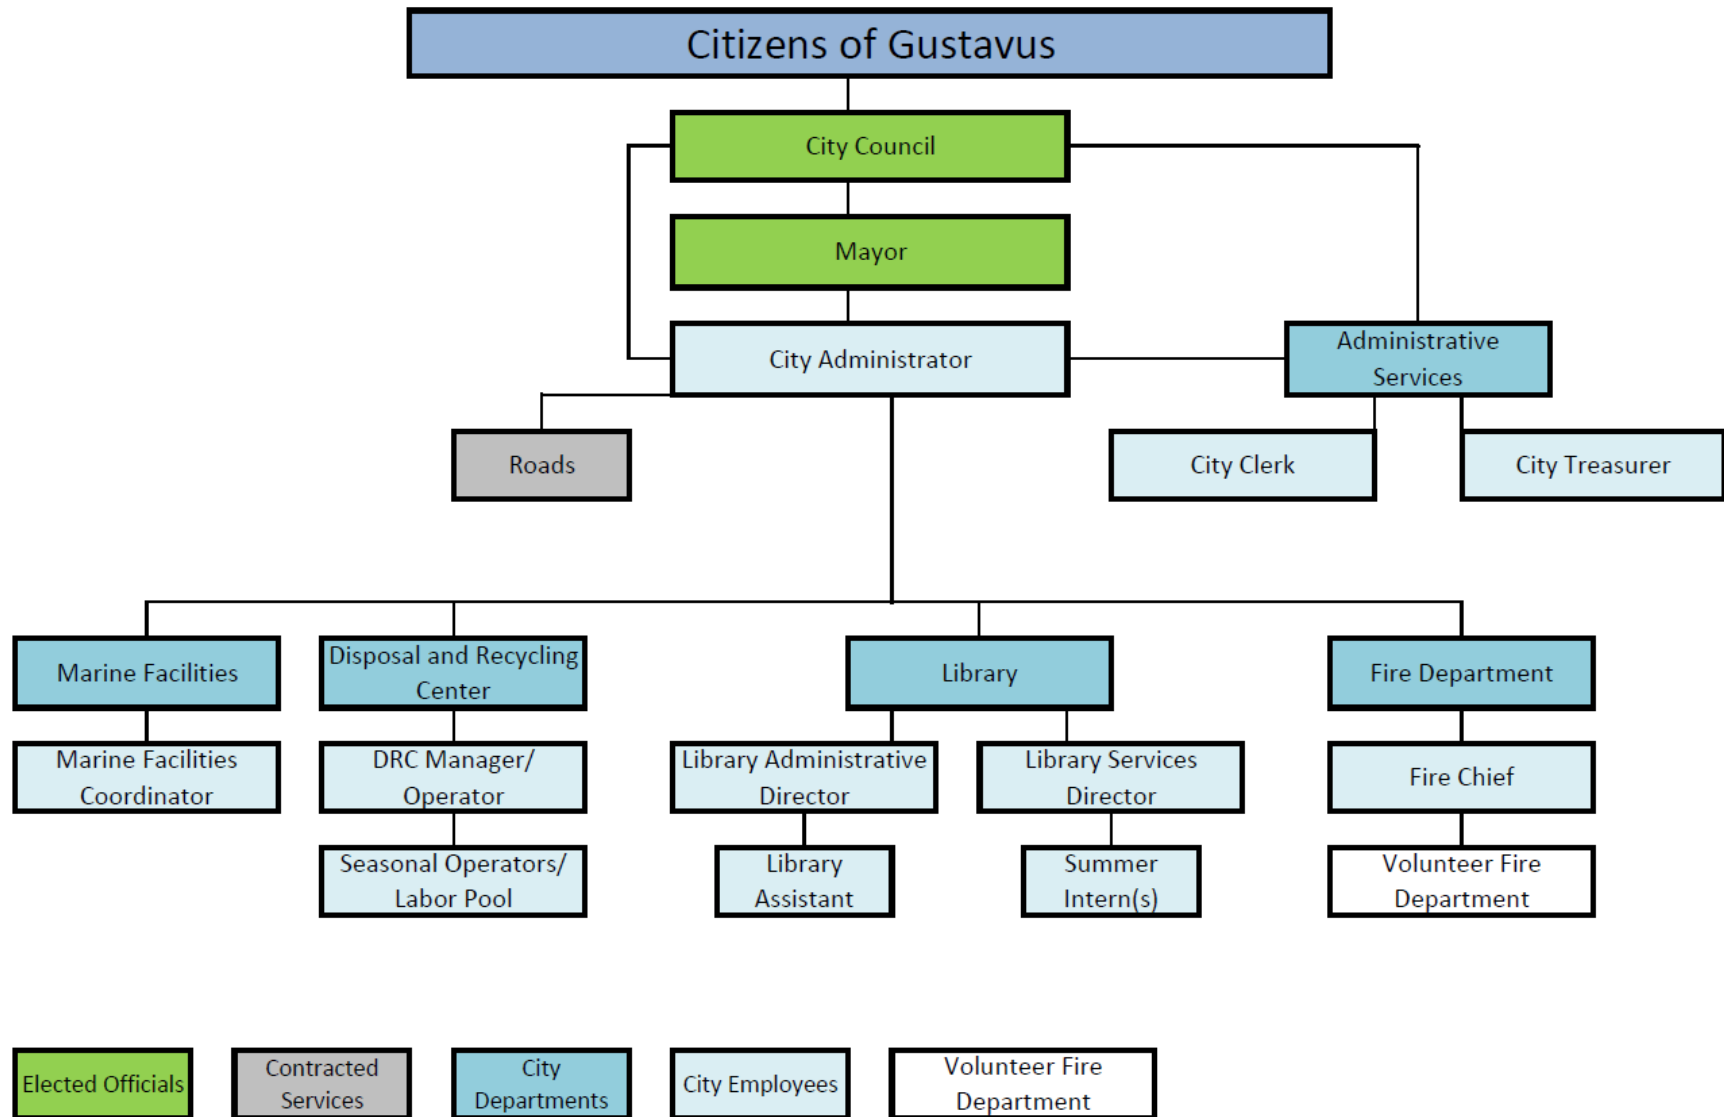 Citizens of Gustavus
City Council
Mayor
City Administrator
Administrative
Services
Roads
City Clerk
City Treasurer
Marine Facilities
Disposal and Recycling
Center
Library
Fire Department
Marine Facilities
Coordinator
DRC Manager/
Operator
Library Administrative
Director
Library Services
Director
Fire Chief
Seasonal Operators/
Labor Pool
Library
Assistant
Summer
Intern(s)
Volunteer Fire
Department
Elected Officials
Contracted
Services
City
Departments
City Employees
Volunteer Fire
Department